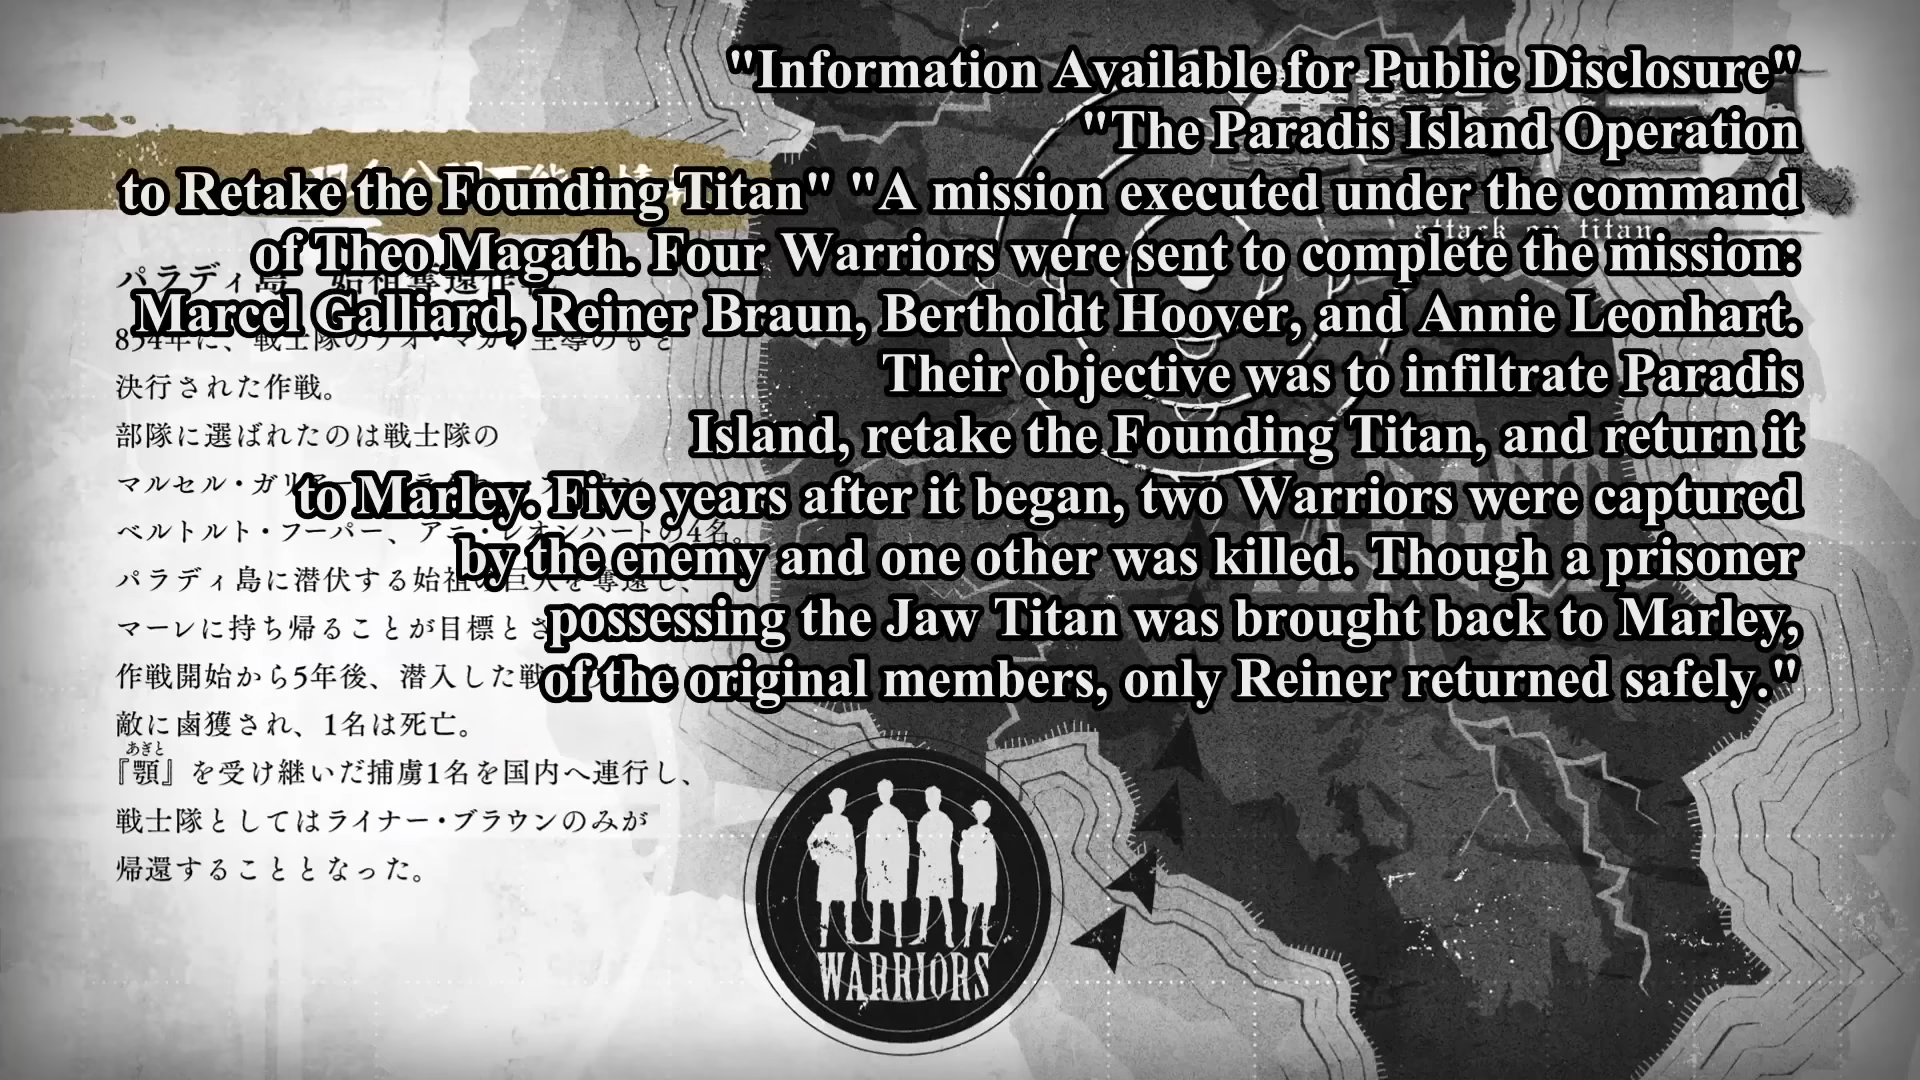 "Information Available for Public Disclosure"
"The Paradis Island Operation
to Retake the Founding Titan" "A mission executed under the command
of Theo Magath. Four Warriors were sent to complete the mission:
Marcel Galliard, Reiner Braun, Bertholdt Hoover, and Annie Leonhart.
Their objective was to infiltrate Paradis
Island, retake the Founding Titan, and return it
to Marley. Five years after it began, two Warriors were captured
by the enemy and one other was killed. Though a prisoner
possessing the Jaw Titan was brought back to Marley,
of the original members, only Reiner returned safely."
attack on titan
パラディ島 始祖奪還作
決行された作戦。
部隊に選ばれたのは戦士隊の
マルセル・ガリ
ベルトルト・フーバー、アニ・レオンハートの4名。
パラディ島に潜伏する始祖の巨人を奪還し、
マーレに持ち帰ることが目標とさ
作戦開始から5年後、潜入した戦
敵に鹵獲され、1名は死亡。
あぎと
『顎』を受け継いだ捕虜1名を国内へ連行し、
戦士隊としてはライナー・ブラウンのみが
帰還することとなった。
WARRIORS